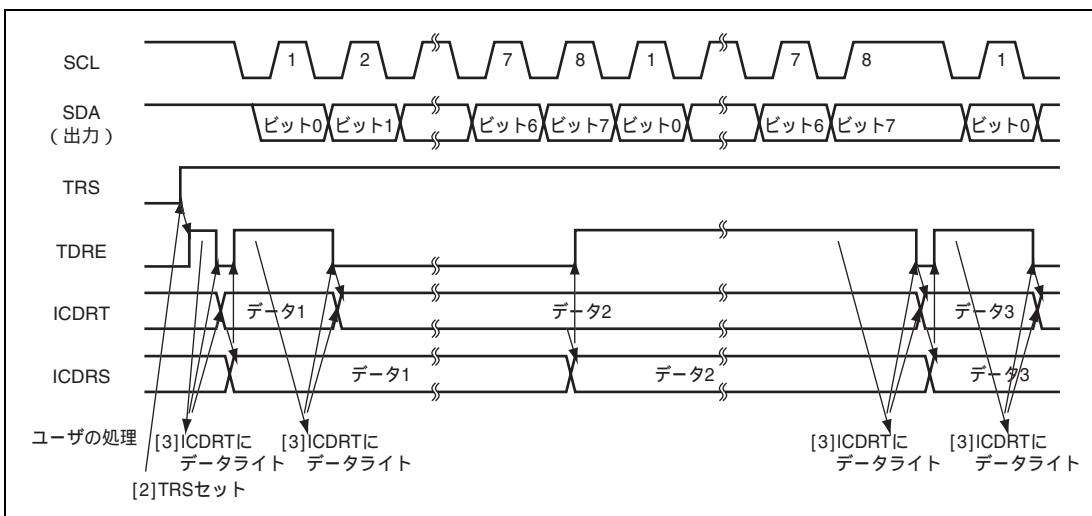 SCL
1
2
7
8
1
7
8
1
SDA
（出力）
ビット0
ビット1
ビット6
ビット7
ビット0
ビット6
ビット7
ビット0
TRS
TDRE
ICDRT
データ1
データ2
データ3
ICDRS
データ1
データ2
データ3
ユーザの処理
[3]ICDRTに
データライト
[3]ICDRTに
データライト
[3]ICDRTに
データライト
[3]ICDRTに
データライト
[2]TRSセット